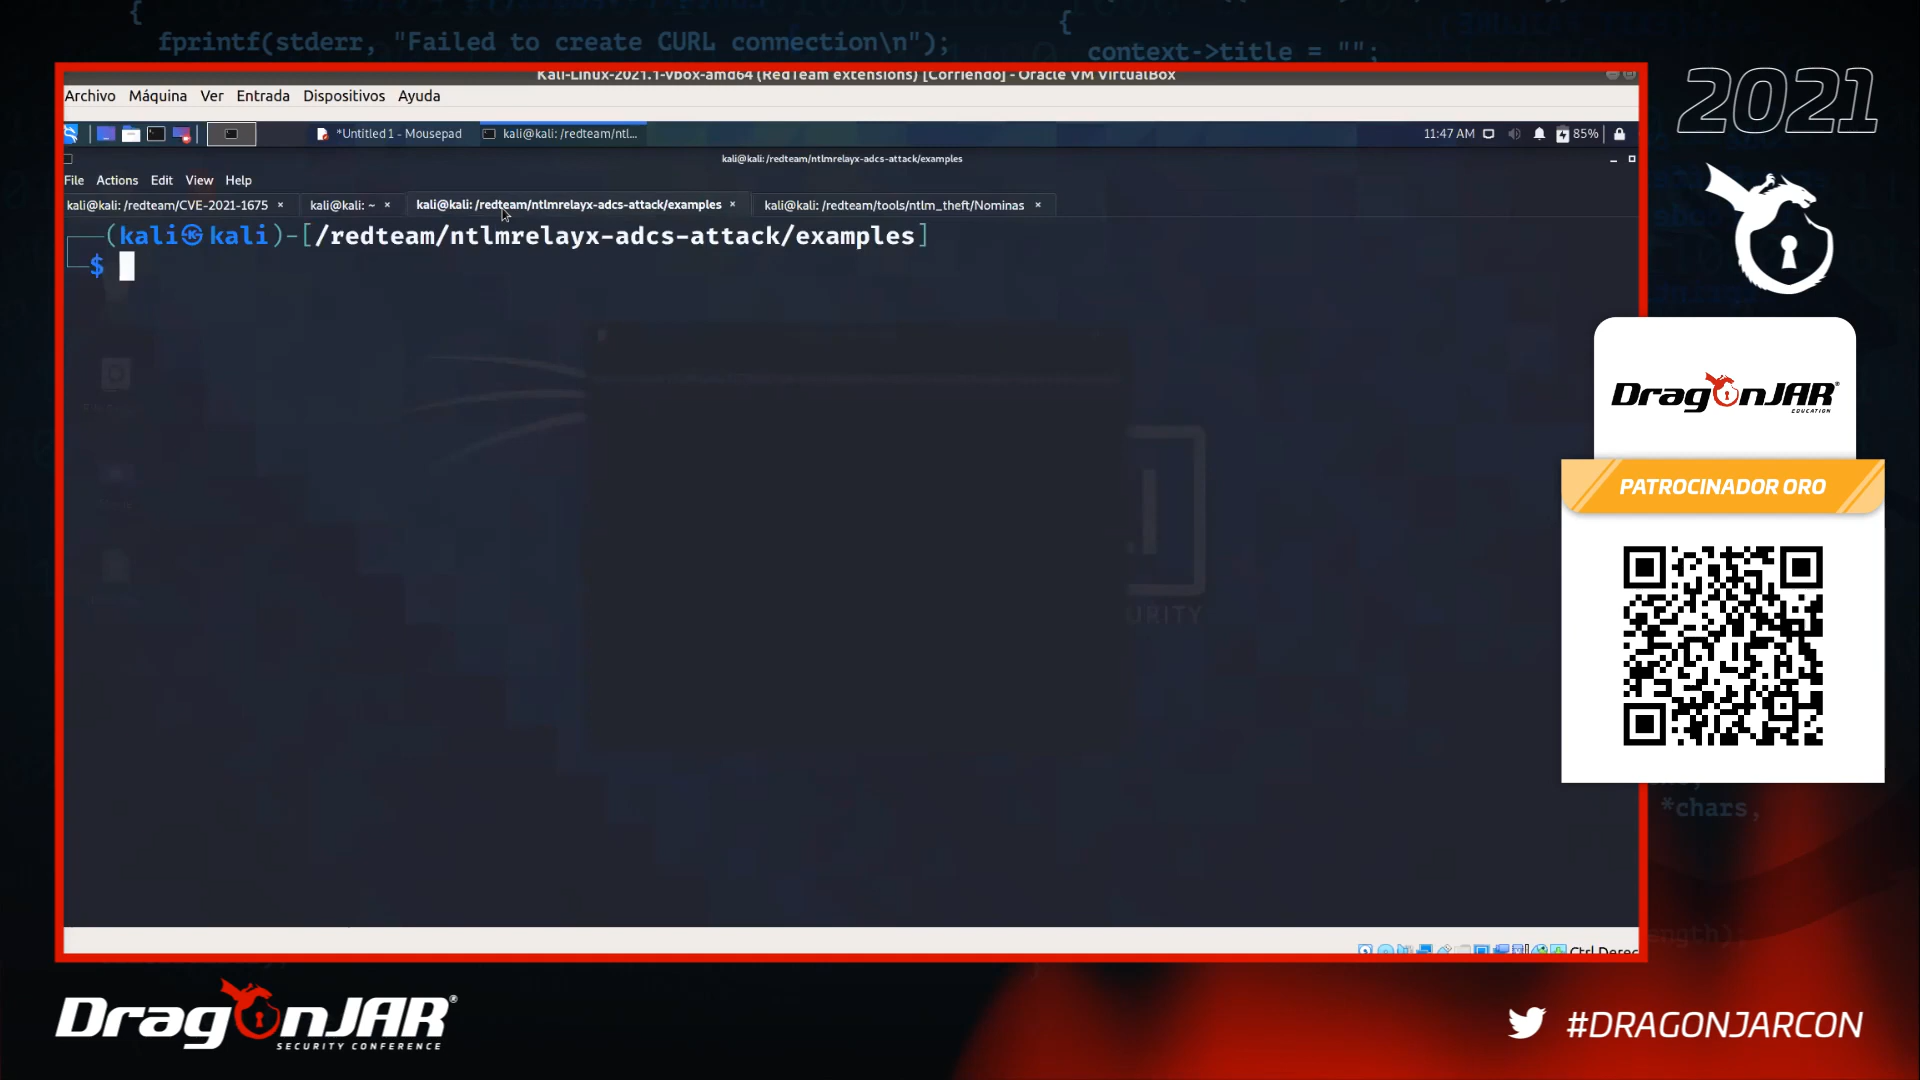 {
fprintf(stderr, "Failed to create CURL connection\n");
{
context->title = "";
2021
Kali-Linux-2021.1-vbox-amd64 (RedTeam extensions) [Corriendo] - Oracle VM VirtualBox
Archivo Máquina Ver Entrada Dispositivos Ayuda
*Untitled 1 - Mousepad
kali@kali: /redteam/ntl...
11:47 AM
85%
kali@kali: /redteam/ntlmrelayx-adcs-attack/examples
File Actions Edit View Help
kali@kali: /redteam/CVE-2021-1675 ×
kali@kali: ~ ×
kali@kali: /redteam/ntlmrelayx-adcs-attack/examples ×
kali@kali: /redteam/tools/ntlm_theft/Nominas ×
(kali㉿kali)-[/redteam/ntlmrelayx-adcs-attack/examples]
$
URITY
DragonJAR®
EDUCATION
PATROCINADOR ORO
*chars,
Ctrl Derec
DragonJAR®
SECURITY CONFERENCE
#DRAGONJARCON